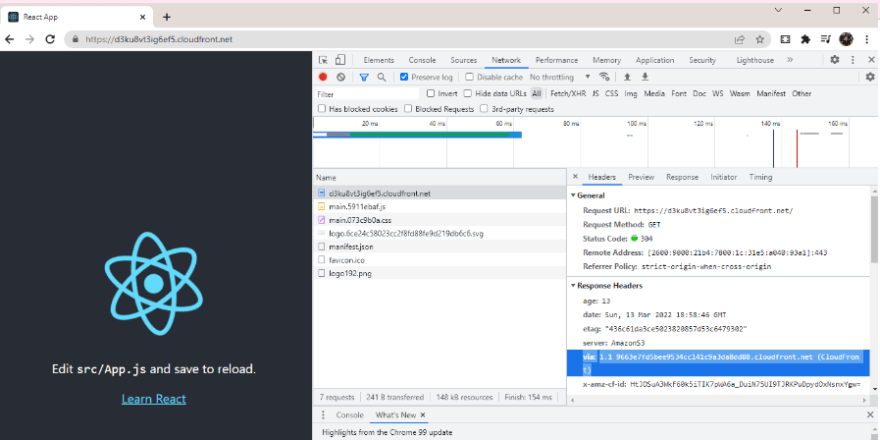 React App
https://d3ku8vt3ig6ef5.cloudfront.net
Elements Console Sources Network Performance Memory Application Security Lighthouse
Preserve log Disable cache No throttling
Filter Invert Hide data URLs All Fetch/XHR JS CSS Img Media Font Doc WS Wasm Manifest Other
Has blocked cookies Blocked Requests 3rd-party requests
20 ms 40 ms 60 ms 80 ms 100 ms 120 ms 140 ms 160 ms
Name
d3ku8vt3ig6ef5.cloudfront.net
main.5911ebaf.js
main.073c9b0a.css
logo.6ce24c58023cc2f8fd88fe9d219db6c6.svg
manifest.json
favicon.ico
logo192.png
7 requests 241 B transferred 148 kB resources Finish: 154 ms
Headers Preview Response Initiator Timing
General
Request URL: https://d3ku8vt3ig6ef5.cloudfront.net/
Request Method: GET
Status Code: 304
Remote Address: [2600:9000:21b4:7800:1c:31e5:a040:93a1]:443
Referrer Policy: strict-origin-when-cross-origin
Response Headers
age: 13
date: Sun, 13 Mar 2022 18:58:46 GMT
etag: "436c61da3ce5023820857d53c6479302"
server: AmazonS3
via: 1.1 9663e7fd5bee9534cc141c9a3da8dd88.cloudfront.net (CloudFron
t)
x-amz-cf-id:
Edit src/App.js and save to reload.
Learn React
Console What's New
Highlights from the Chrome 99 update